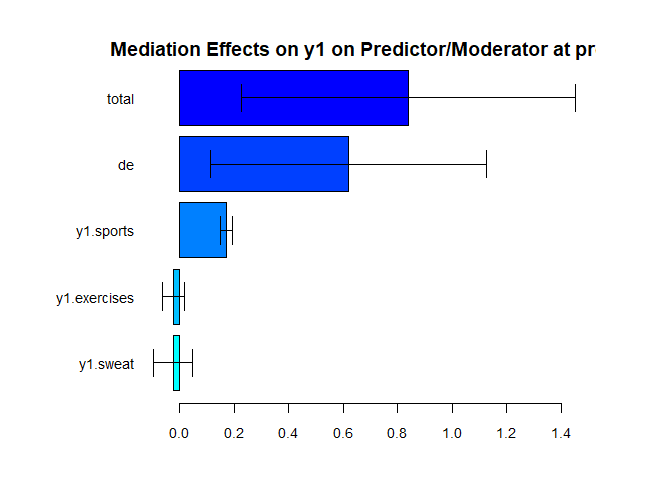 Mediation Effects on y1 on Predictor/Moderator at pr
total
de
y1.sports
y1.exercises
y1.sweat
0.0 0.2 0.4 0.6 0.8 1.0 1.2 1.4